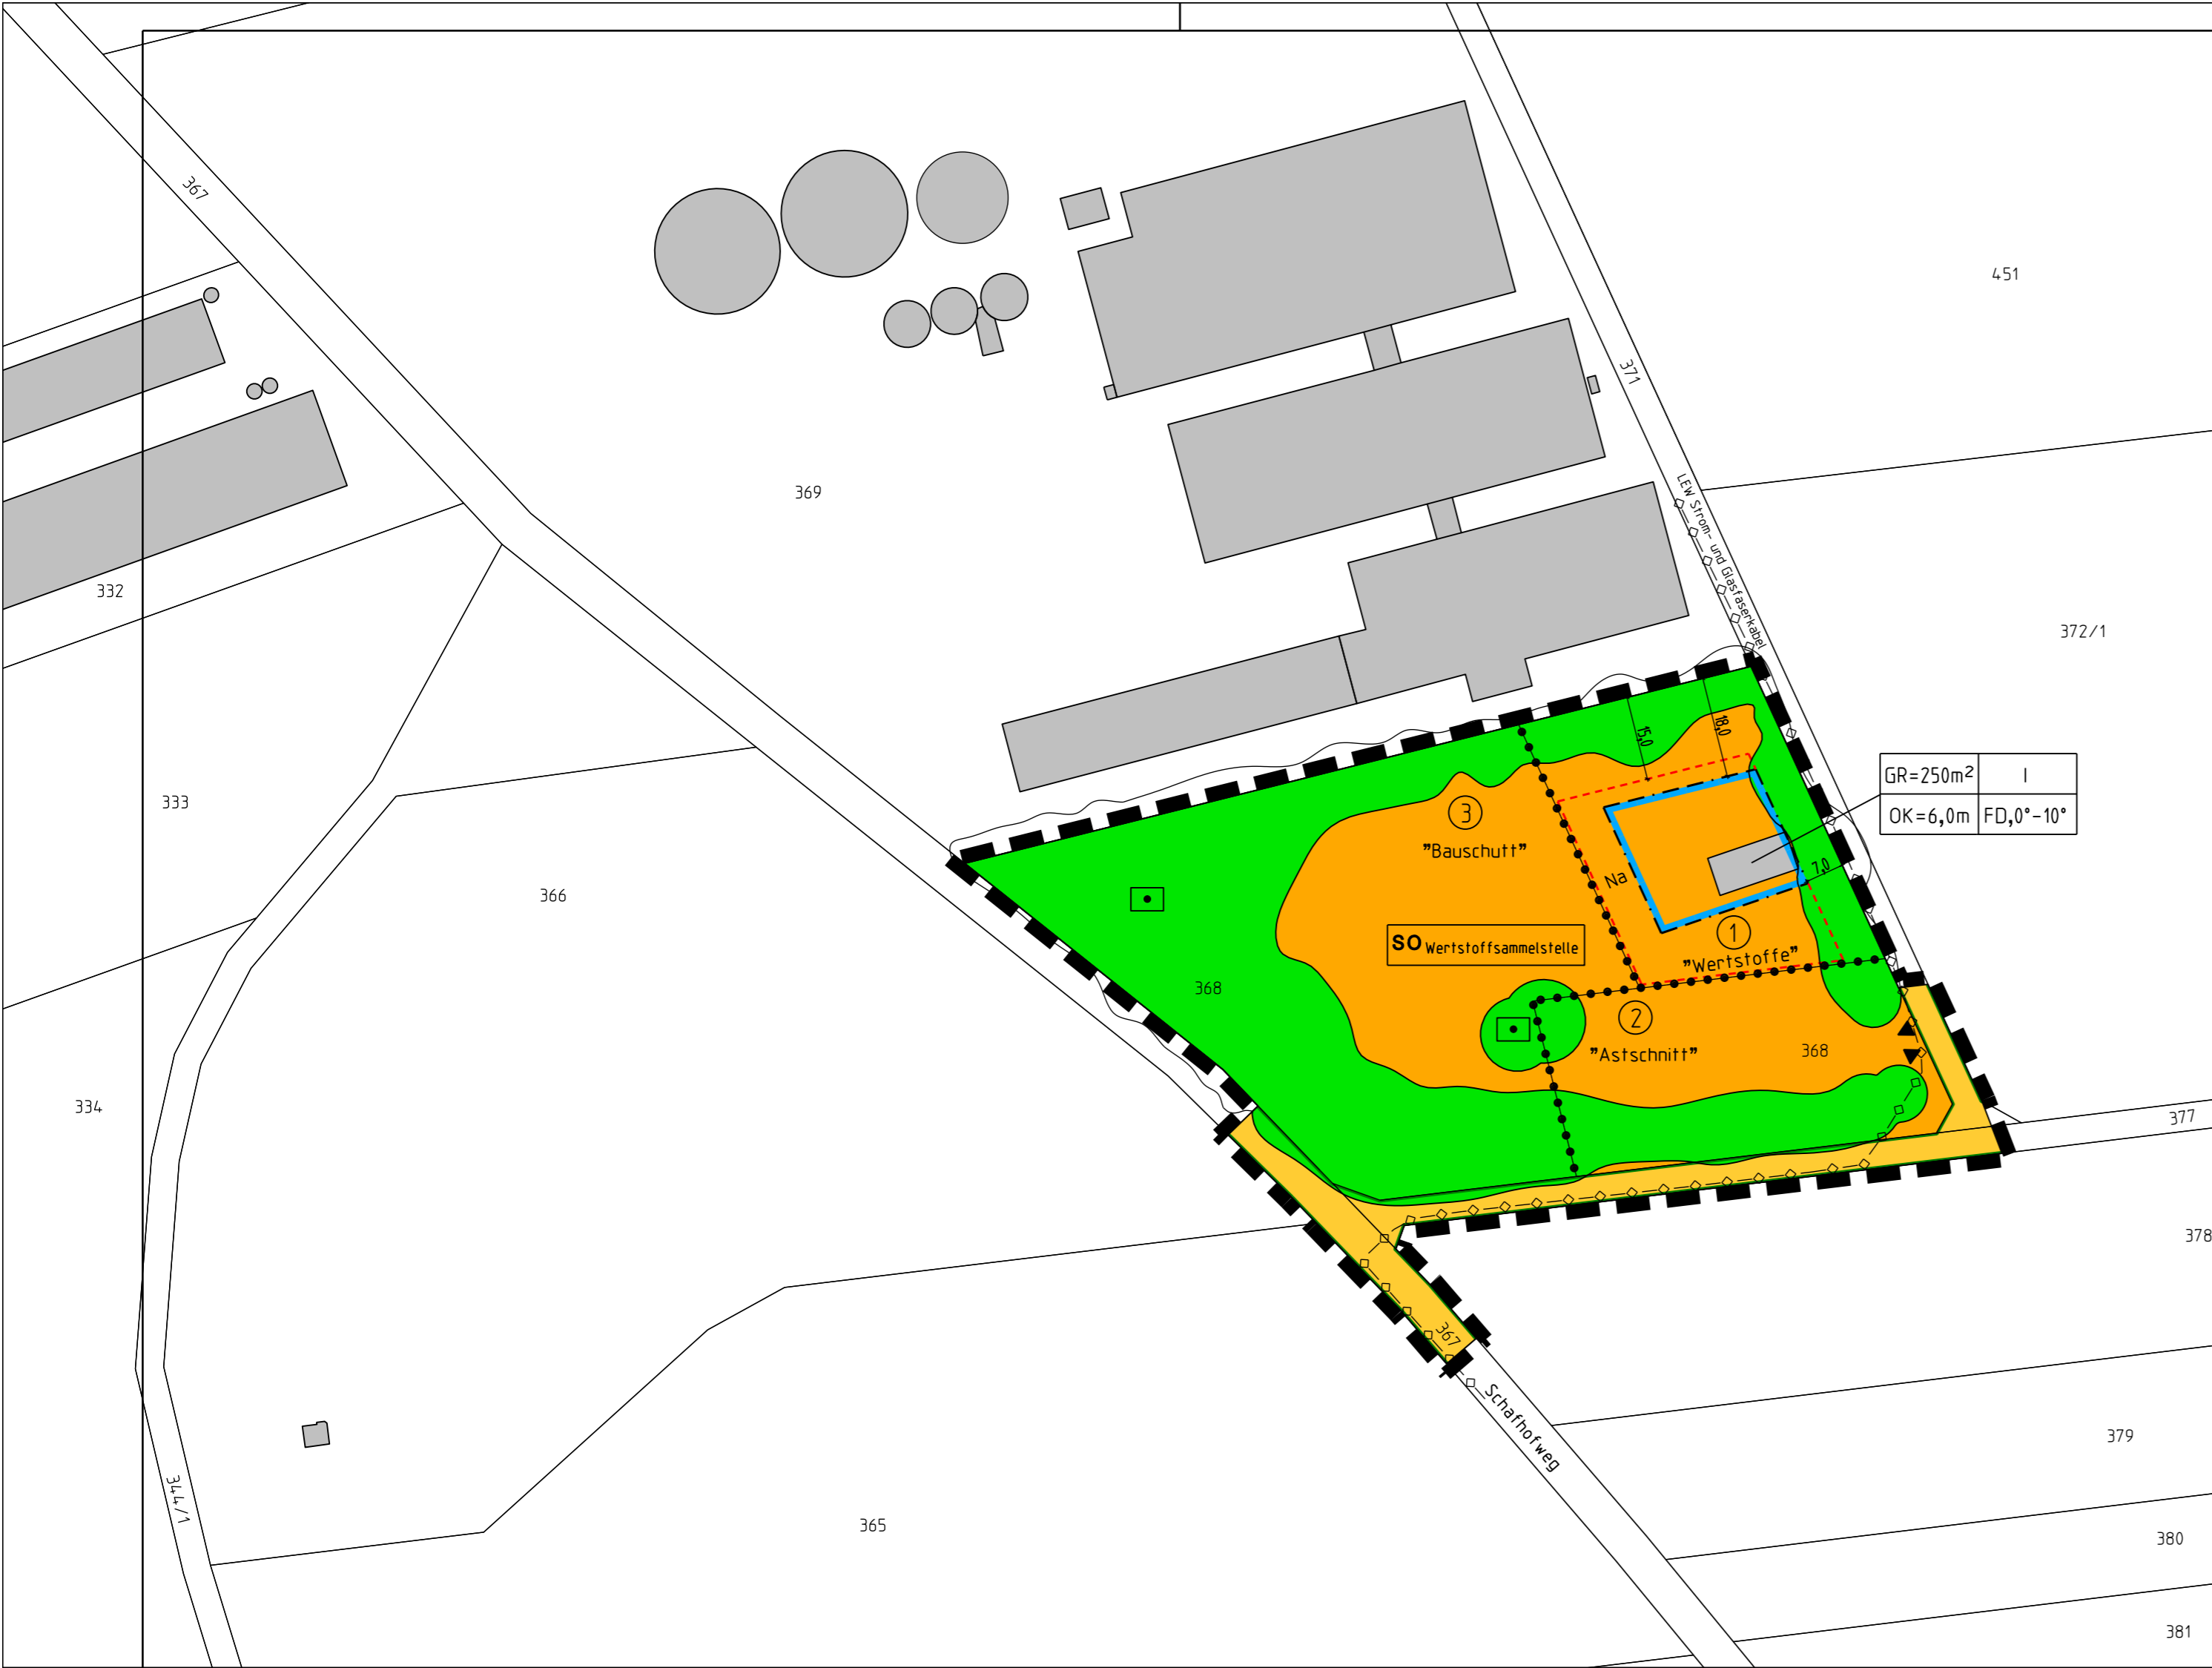 367
451
371
369
LEW Strom- und Glasfaserkabel
332
372/1
15,0
18,0
GR=250m² I
OK=6,0m FD,0°-10°
333
3
"Bauschutt"
7,0
Na
366
1
SO Wertstoffsammelstelle
"Wertstoffe"
368
2
"Astschnitt"
368
334
377
378
367
Schafhofweg
379
344/1
365
380
381